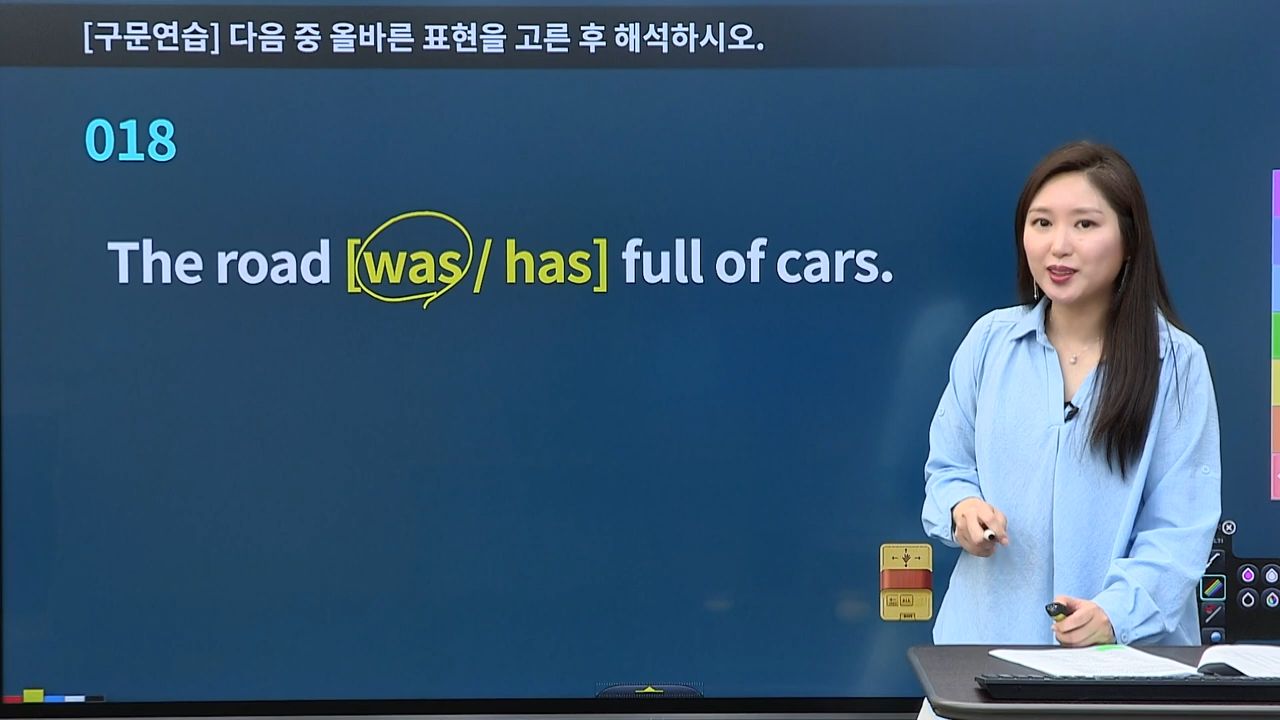 [구문연습] 다음 중 올바른 표현을 고른 후 해석하시오.
018
The road [was / has] full of cars.